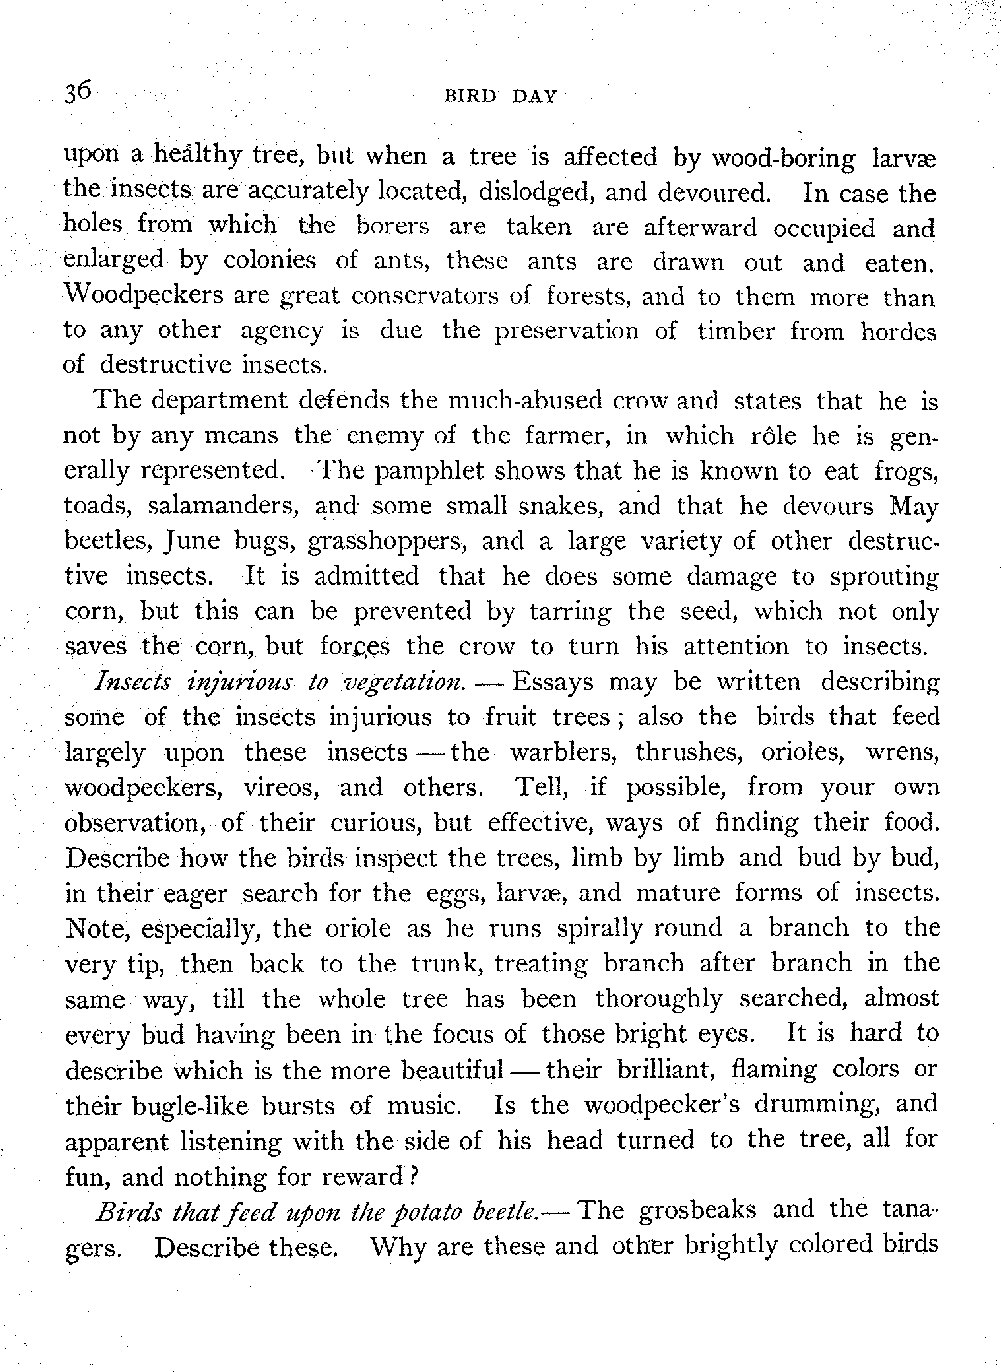 36 BIRD DAY
upon a healthy tree, but when a tree is affected by wood-boring larvæ
the insects are accurately located, dislodged, and devoured. In case the
holes from which the borers are taken are afterward occupied and
enlarged by colonies of ants, these ants are drawn out and eaten.
Woodpeckers are great conservators of forests, and to them more than
to any other agency is due the preservation of timber from hordes
of destructive insects.
The department defends the much-abused crow and states that he is
not by any means the enemy of the farmer, in which rôle he is gen-
erally represented. The pamphlet shows that he is known to eat frogs,
toads, salamanders, and some small snakes, and that he devours May
beetles, June bugs, grasshoppers, and a large variety of other destruc-
tive insects. It is admitted that he does some damage to sprouting
corn, but this can be prevented by tarring the seed, which not only
saves the corn, but forces the crow to turn his attention to insects.
Insects injurious to vegetation. — Essays may be written describing
some of the insects injurious to fruit trees; also the birds that feed
largely upon these insects — the warblers, thrushes, orioles, wrens,
woodpeckers, vireos, and others. Tell, if possible, from your own
observation, of their curious, but effective, ways of finding their food.
Describe how the birds inspect the trees, limb by limb and bud by bud,
in their eager search for the eggs, larvæ, and mature forms of insects.
Note, especially, the oriole as he runs spirally round a branch to the
very tip, then back to the trunk, treating branch after branch in the
same way, till the whole tree has been thoroughly searched, almost
every bud having been in the focus of those bright eyes. It is hard to
describe which is the more beautiful — their brilliant, flaming colors or
their bugle-like bursts of music. Is the woodpecker's drumming, and
apparent listening with the side of his head turned to the tree, all for
fun, and nothing for reward?
Birds that feed upon the potato beetle. — The grosbeaks and the tana-
gers. Describe these. Why are these and other brightly colored birds